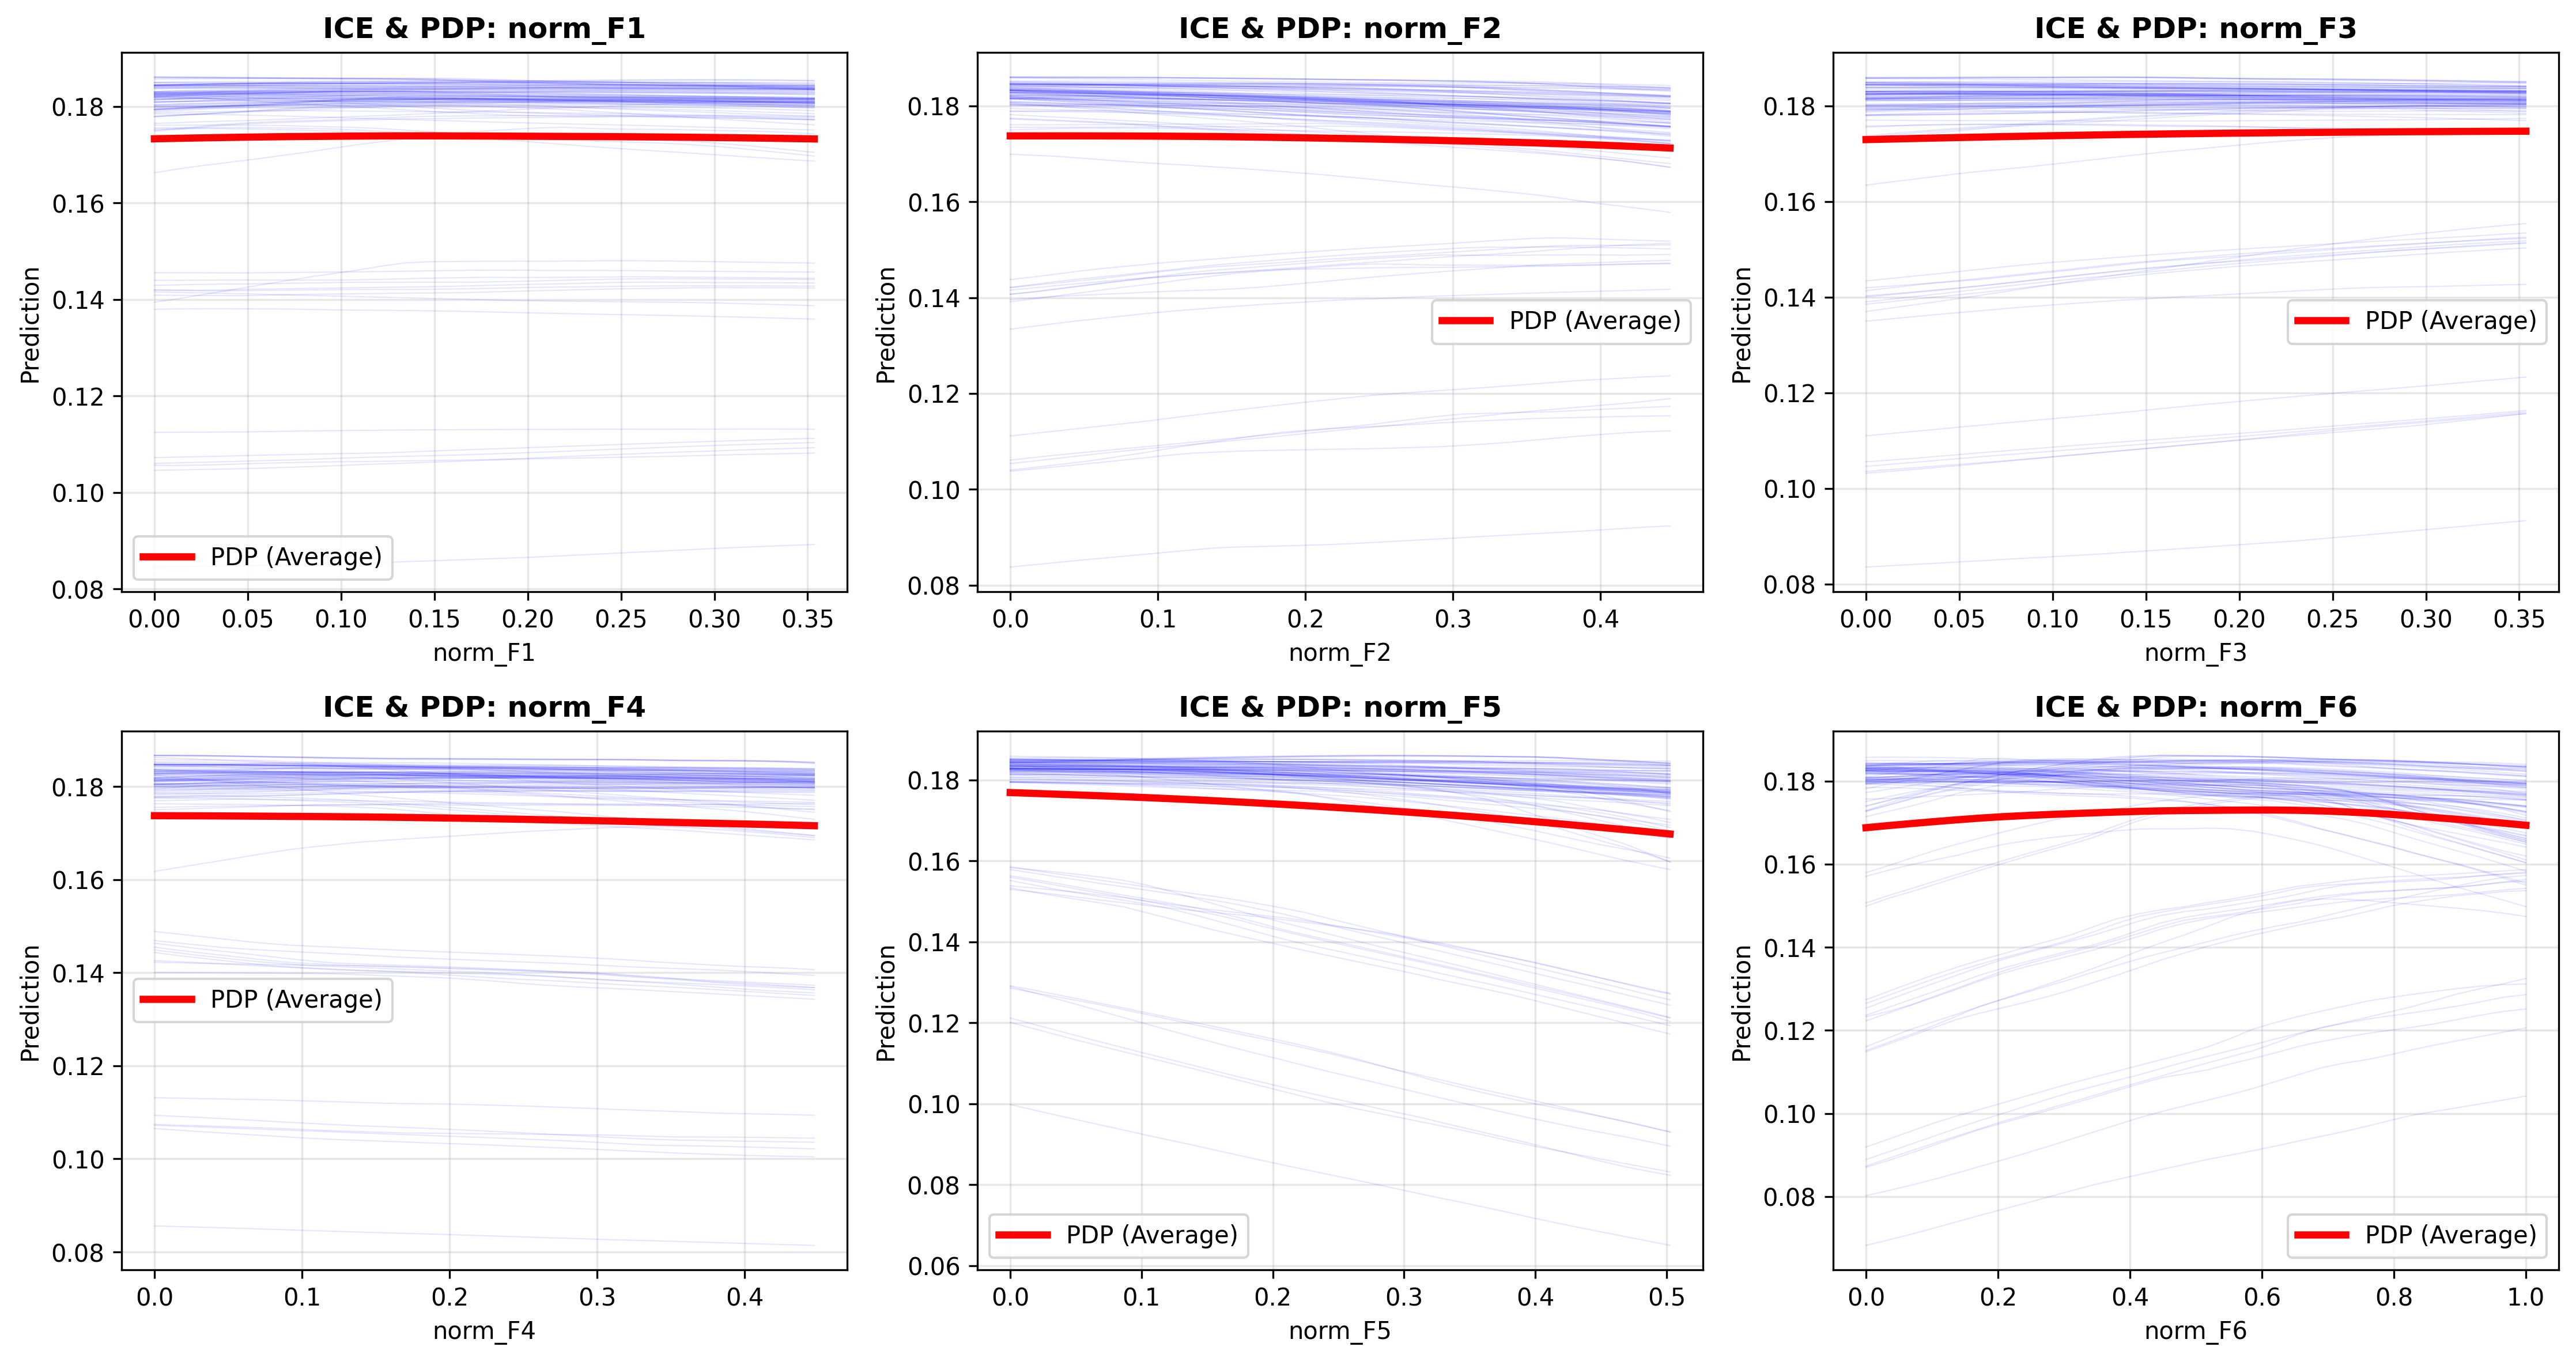 ICE & PDP: norm_F1
Prediction
0.18
0.16
0.14
0.12
0.10
0.08
PDP (Average)
0.00 0.05 0.10 0.15 0.20 0.25 0.30 0.35
norm_F1
ICE & PDP: norm_F2
Prediction
0.18
0.16
0.14
0.12
0.10
0.08
PDP (Average)
0.0 0.1 0.2 0.3 0.4
norm_F2
ICE & PDP: norm_F3
Prediction
0.18
0.16
0.14
0.12
0.10
0.08
PDP (Average)
0.00 0.05 0.10 0.15 0.20 0.25 0.30 0.35
norm_F3
ICE & PDP: norm_F4
Prediction
0.18
0.16
0.14
0.12
0.10
0.08
PDP (Average)
0.0 0.1 0.2 0.3 0.4
norm_F4
ICE & PDP: norm_F5
Prediction
0.18
0.16
0.14
0.12
0.10
0.08
0.06
PDP (Average)
0.0 0.1 0.2 0.3 0.4 0.5
norm_F5
ICE & PDP: norm_F6
Prediction
0.18
0.16
0.14
0.12
0.10
0.08
PDP (Average)
0.0 0.2 0.4 0.6 0.8 1.0
norm_F6